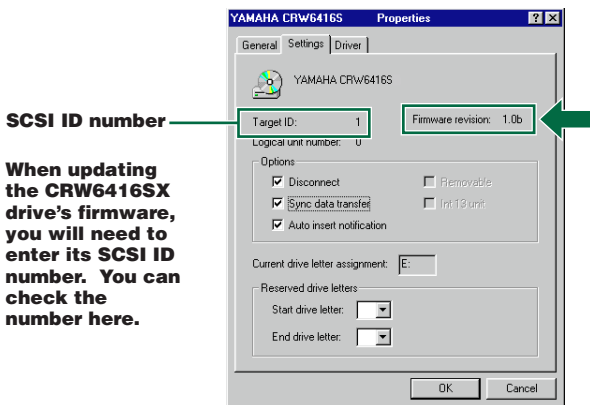 YAMAHA CRW6416S Properties
General Settings Driver
YAMAHA CRW6416S
SCSI ID number
Target ID: 1 Firmware revision: 1.0b
Logical unit number: 0
When updating
the CRW6416SX
drive's firmware,
you will need to
enter its SCSI ID
number. You can
check the
number here.
Options
Disconnect Removable
Sync data transfer Int 13 unit
Auto insert notification
Current drive letter assignment: E:
Reserved drive letters
Start drive letter:
End drive letter:
OK Cancel